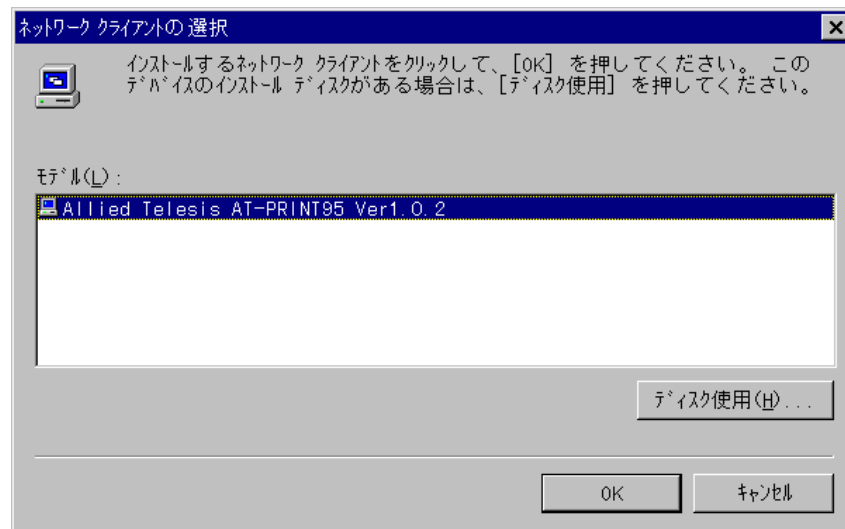 ﾈｯﾄﾜｰｸ ｸﾗｲｱﾝﾄの選択
ｲﾝｽﾄｰﾙするﾈｯﾄﾜｰｸ ｸﾗｲｱﾝﾄをｸﾘｯｸして、[OK] を押してください。 この
ﾃﾞﾊﾞｲｽのｲﾝｽﾄｰﾙ ﾃﾞｨｽｸがある場合は、[ﾃﾞｨｽｸ使用] を押してください。
ﾓﾃﾞﾙ(L):
Allied Telesis AT-PRINT95 Ver1.0.2
ﾃﾞｨｽｸ使用(H)...
OK
ｷｬﾝｾﾙ